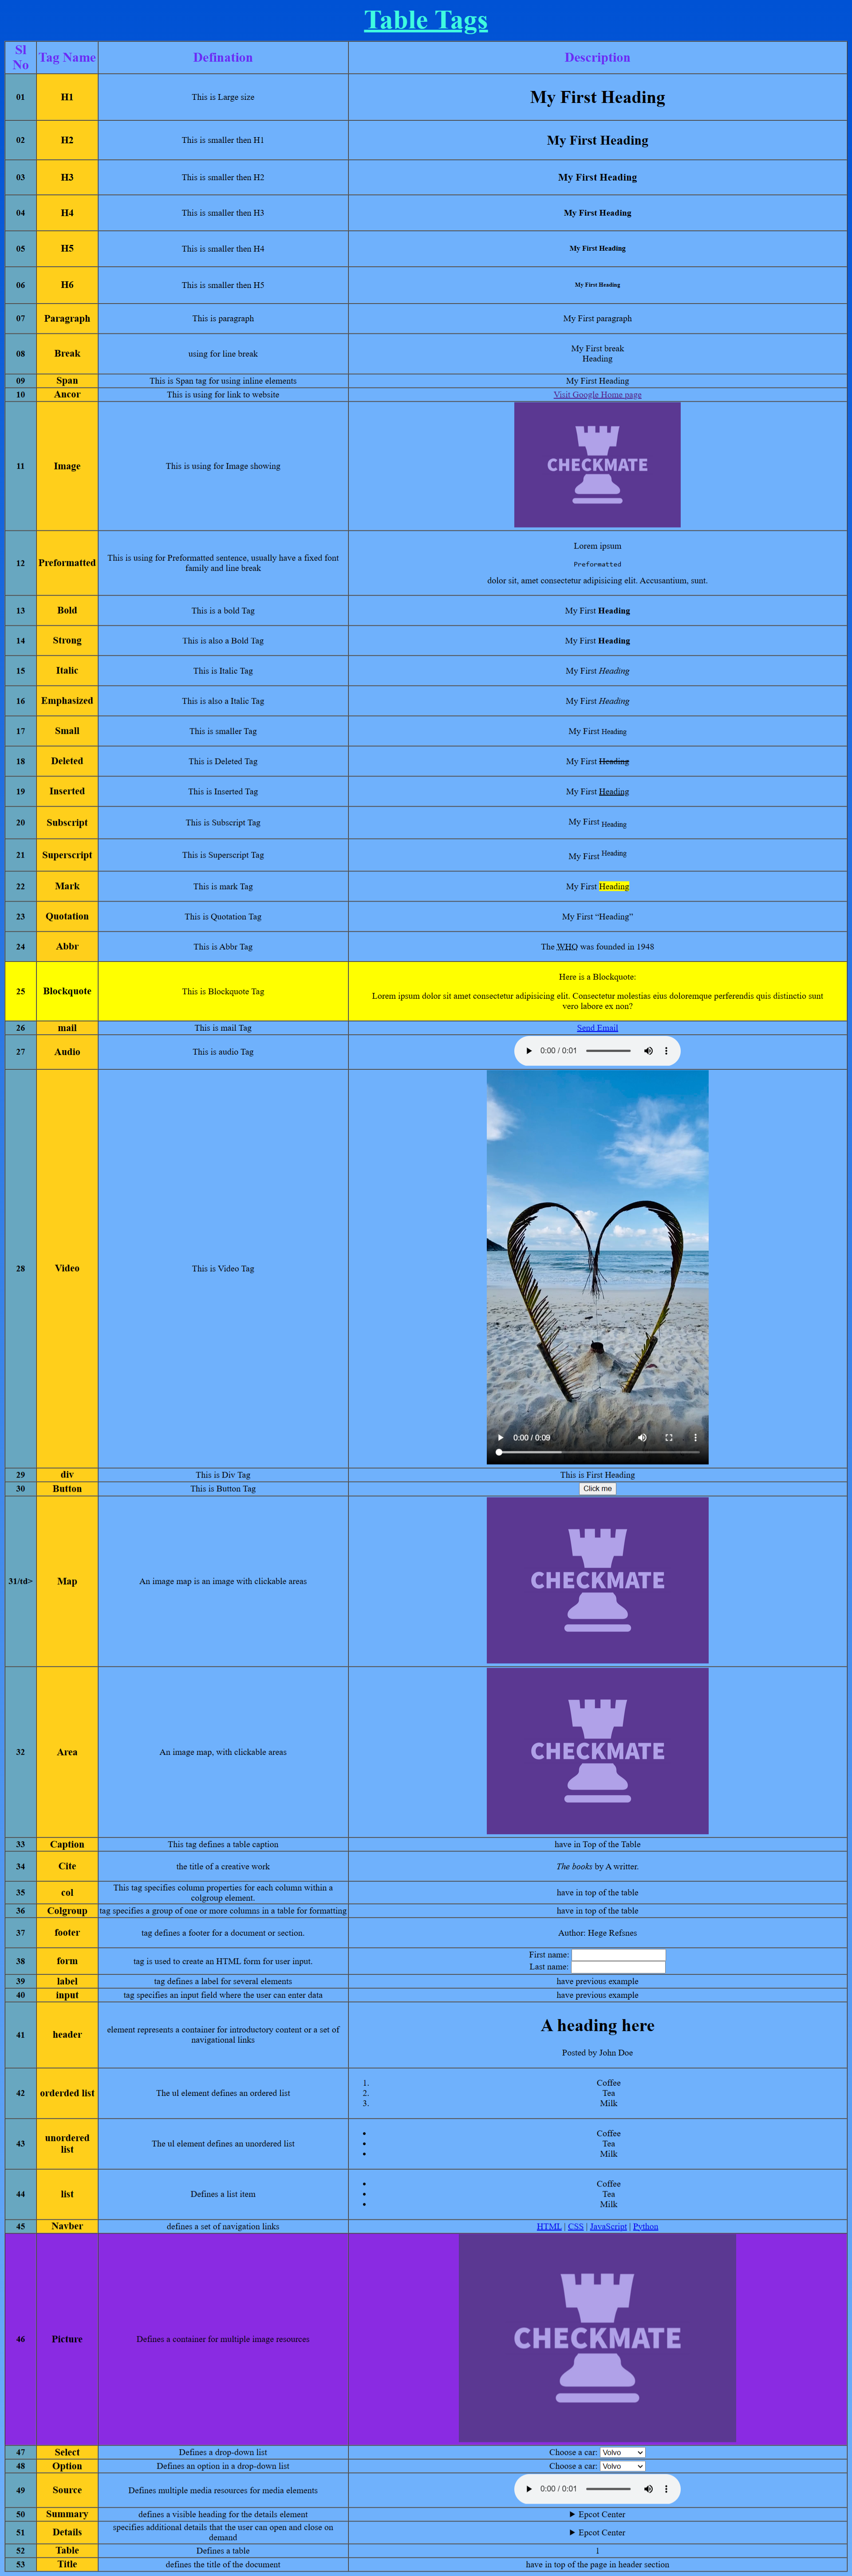 Table Tags
Sl No Tag Name Defination Description
01 H1 This is Large size My First Heading
02 H2 This is smaller then H1 My First Heading
03 H3 This is smaller then H2 My First Heading
04 H4 This is smaller then H3 My First Heading
05 H5 This is smaller then H4 My First Heading
06 H6 This is smaller then H5 My First Heading
07 Paragraph This is paragraph My First paragraph
08 Break using for line break My First break
Heading
09 Span This is Span tag for using inline elements My First Heading
10 Ancor This is using for link to website Visit Google Home page
11 Image This is using for Image showing CHECKMATE
12 Preformatted This is using for Preformatted sentence, usually have a fixed font
family and line break
Lorem ipsum
Preformatted
dolor sit, amet consectetur adipisicing elit. Accusantium, sunt.
13 Bold This is a bold Tag My First Heading
14 Strong This is also a Bold Tag My First Heading
15 Italic This is Italic Tag My First Heading
16 Emphasized This is also a Italic Tag My First Heading
17 Small This is smaller Tag My First Heading
18 Deleted This is Deleted Tag My First Heading
19 Inserted This is Inserted Tag My First Heading
20 Subscript This is Subscript Tag My First Heading
21 Superscript This is Superscript Tag My First Heading
22 Mark This is mark Tag My First Heading
23 Quotation This is Quotation Tag My First “Heading”
24 Abbr This is Abbr Tag The WHO was founded in 1948
25 Blockquote This is Blockquote Tag Here is a Blockquote:
Lorem ipsum dolor sit amet consectetur adipisicing elit. Consectetur molestias eius doloremque perferendis quis distinctio sunt
vero labore ex non?
26 mail This is mail Tag Send Email
27 Audio This is audio Tag 0:00 / 0:01
28 Video This is Video Tag 0:00 / 0:09
29 div This is Div Tag This is First Heading
30 Button This is Button Tag Click me
31/td> Map An image map is an image with clickable areas CHECKMATE
32 Area An image map, with clickable areas CHECKMATE
33 Caption This tag defines a table caption have in Top of the Table
34 Cite the title of a creative work The books by A writter.
35 col This tag specifies column properties for each column within a
colgroup element.
have in top of the table
36 Colgroup tag specifies a group of one or more columns in a table for formatting have in top of the table
37 footer tag defines a footer for a document or section. Author: Hege Refsnes
38 form tag is used to create an HTML form for user input. First name:
Last name:
39 label tag defines a label for several elements have previous example
40 input tag specifies an input field where the user can enter data have previous example
41 header element represents a container for introductory content or a set of
navigational links
A heading here
Posted by John Doe
42 orderded list The ul element defines an ordered list
1. Coffee
2. Tea
3. Milk
43 unordered list The ul element defines an unordered list
• Coffee
• Tea
• Milk
44 list Defines a list item
• Coffee
• Tea
• Milk
45 Navber defines a set of navigation links HTML | CSS | JavaScript | Python
46 Picture Defines a container for multiple image resources CHECKMATE
47 Select Defines a drop-down list Choose a car: Volvo
48 Option Defines an option in a drop-down list Choose a car: Volvo
49 Source Defines multiple media resources for media elements 0:00 / 0:01
50 Summary defines a visible heading for the details element ▶ Epcot Center
51 Details specifies additional details that the user can open and close on
demand
▶ Epcot Center
52 Table Defines a table 1
53 Title defines the title of the document have in top of the page in header section